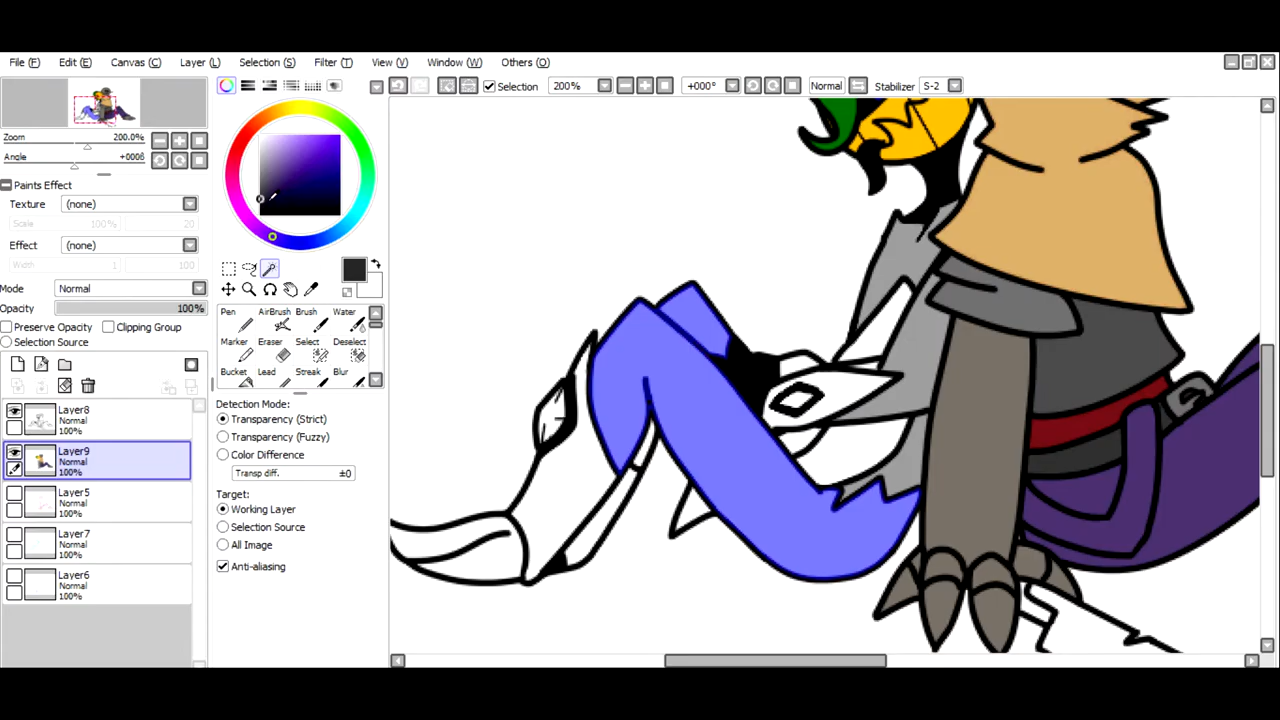 File (F) Edit (E) Canvas (C) Layer (L) Selection (S) Filter (T) View (V) Window (W) Others (O)
Selection 200% +000° Normal Stabilizer S-2
Zoom 200.0%
Angle +000ß
Paints Effect
Texture (none)
Scale 100% 20
Effect (none)
Width 1 100
Mode Normal
Opacity 100%
Preserve Opacity Clipping Group
Selection Source
Layer8
Normal
100%
Layer9
Normal
100%
Layer5
Normal
100%
Layer7
Normal
100%
Layer6
Normal
100%
Pen AirBrush Brush Water
Marker Eraser Select Deselect
Bucket Lead Streak Blur
Detection Mode:
Transparency (Strict)
Transparency (Fuzzy)
Color Difference
Transp diff. ±0
Target:
Working Layer
Selection Source
All Image
Anti-aliasing